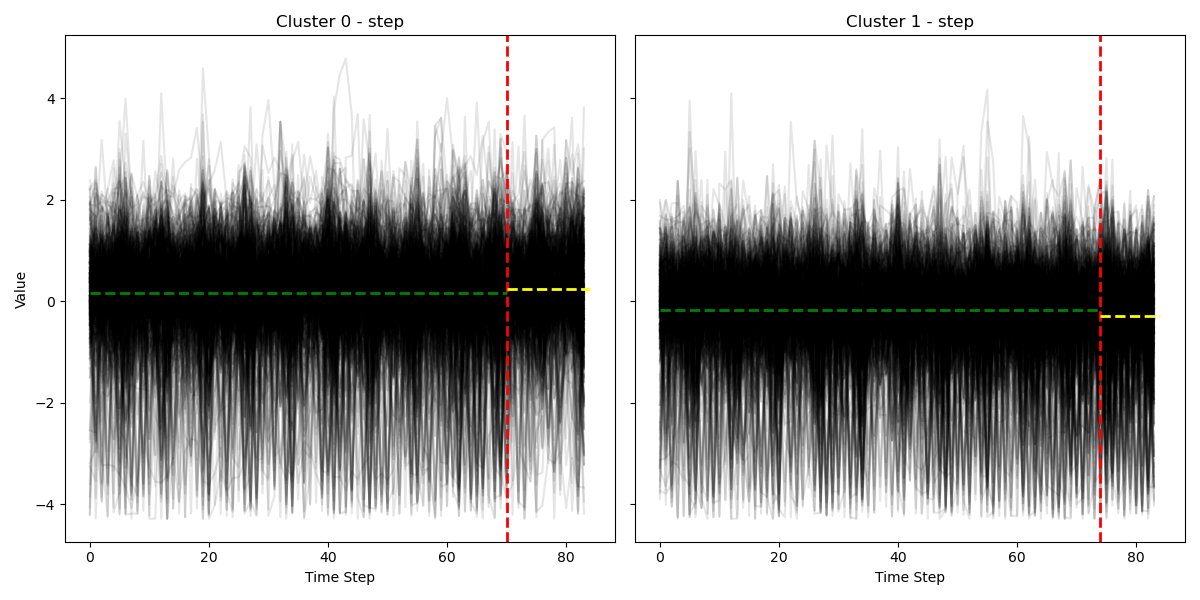 Cluster 0 - step
Cluster 1 - step
Value
4
2
0
−2
−4
0 20 40 60 80
0 20 40 60 80
Time Step
Time Step